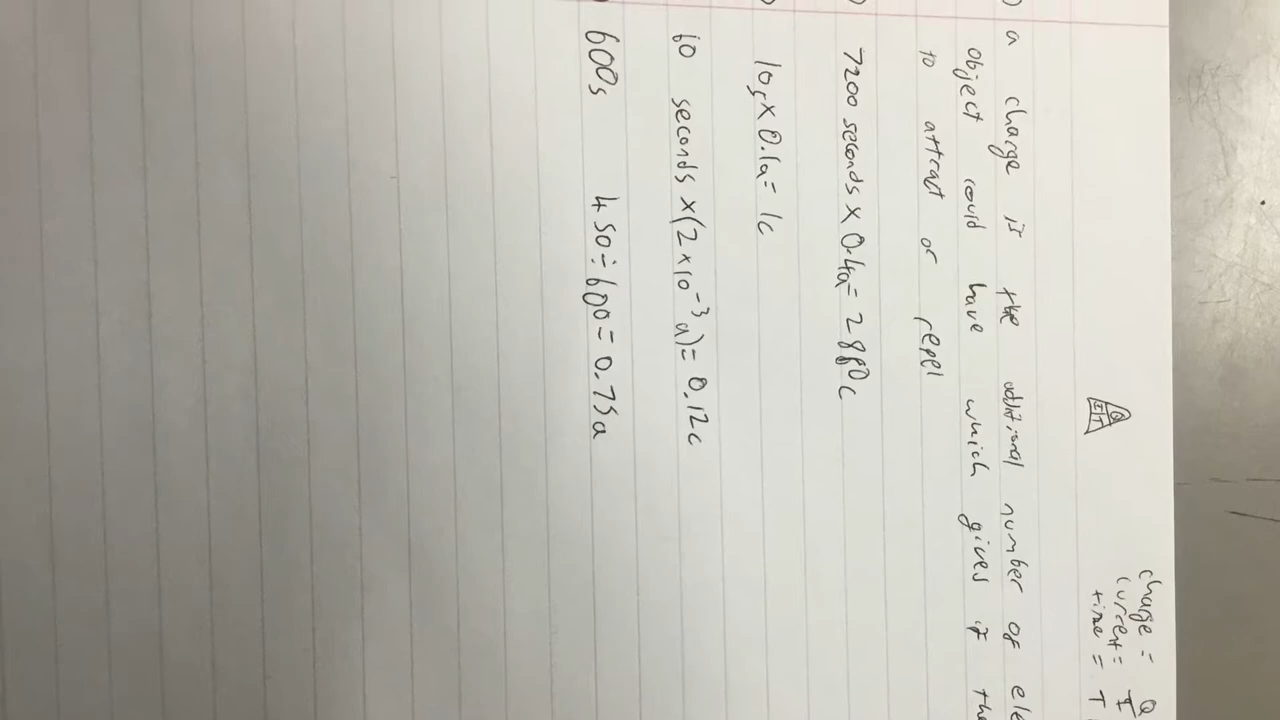 charge = Q
current = I
time = T
Q
I T
a charge is the additional number of ele
object could have which gives it the
to attract or repel
7200 seconds × 0.4a = 2880c
10s × 0.1a = 1c
60 seconds × (2 × 10⁻³a) = 0.12c
600s 450 ÷ 600 = 0.75a